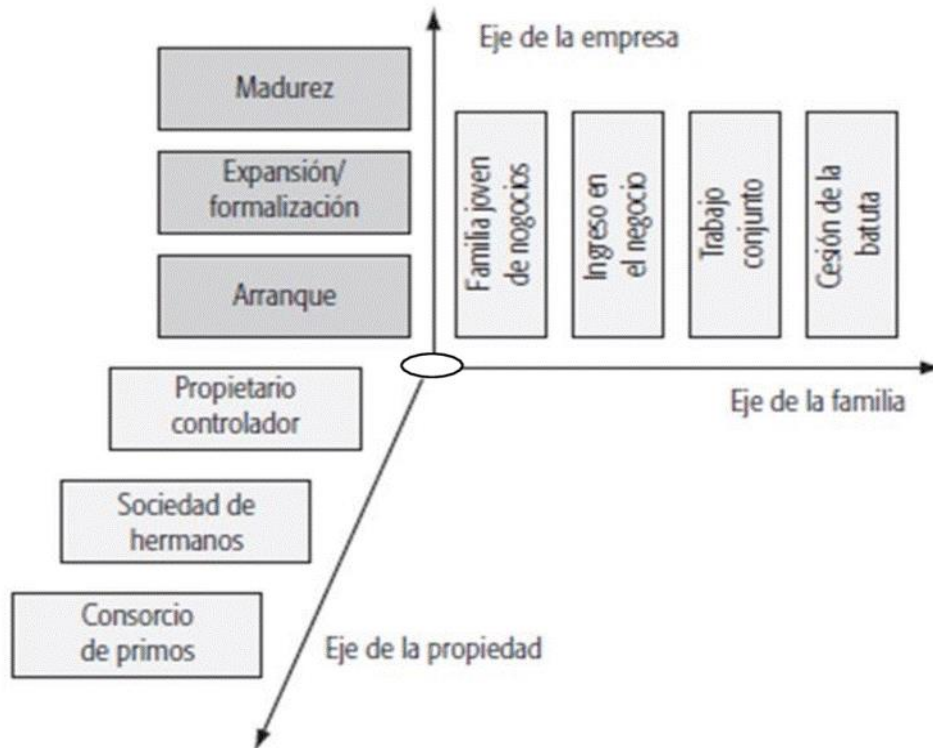 Eje de la empresa
Madurez
Expansión/
formalización
Arranque
Familia joven
de nogocios
Ingreso en
el negocio
Trabajo
conjunto
Cesión de la
batuta
Eje de la familia
Propietario
controlador
Sociedad de
hermanos
Consorcio
de primos
Eje de la propiedad